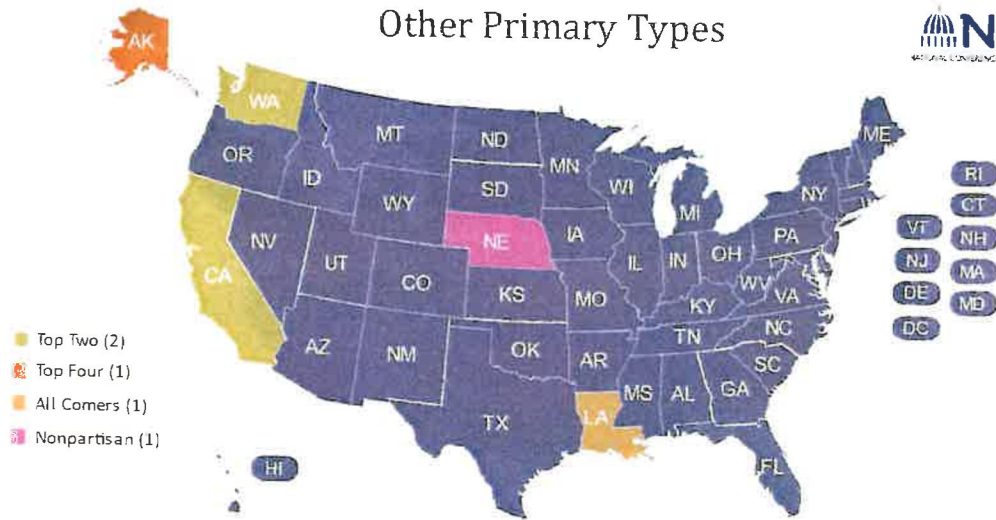 Other Primary Types
N
NATIONAL CONFERENC
AK
WA
MT
ND
ME
OR
MN
ID
SD
WI
NY
RI
WY
MI
CT
VT
NH
NE
IA
PA
NV
NJ
MA
UT
IL
IN
OH
CA
CO
WV
DE
MD
KS
MO
VA
KY
DC
Top Two (2)
AZ
NM
OK
AR
TN
NC
Top Four (1)
SC
MS
AL
GA
All Comers (1)
TX
LA
Nonpartisan (1)
HI
FL